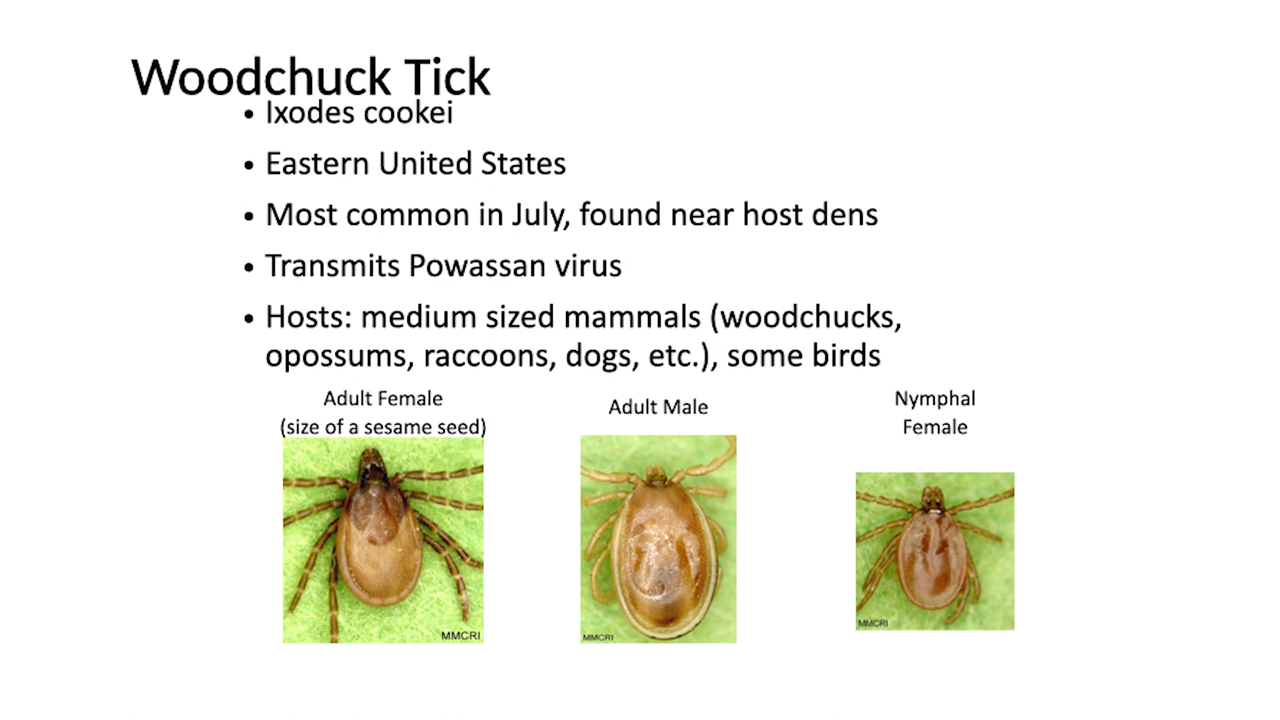 Woodchuck Tick
• Ixodes cookei
• Eastern United States
• Most common in July, found near host dens
• Transmits Powassan virus
• Hosts: medium sized mammals (woodchucks,
opossums, raccoons, dogs, etc.), some birds
Adult Female
(size of a sesame seed)
Adult Male
Nymphal
Female
MMCRI
MMCRI
MMCRI